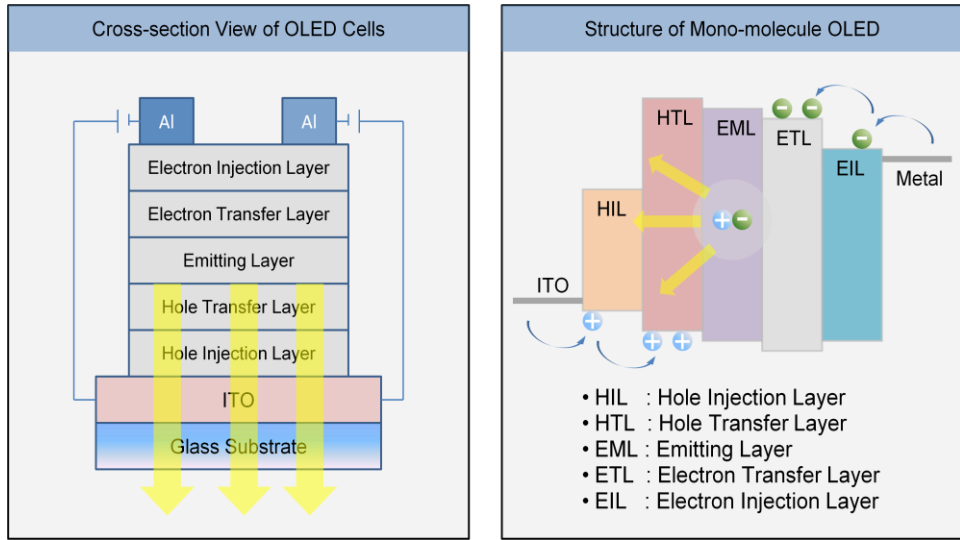 Cross-section View of OLED Cells
Al
Al
Electron Injection Layer
Electron Transfer Layer
Emitting Layer
Hole Transfer Layer
Hole Injection Layer
ITO
Glass Substrate
Structure of Mono-molecule OLED
HTL
EML
ETL
EIL
Metal
HIL
ITO
• HIL : Hole Injection Layer
• HTL : Hole Transfer Layer
• EML : Emitting Layer
• ETL : Electron Transfer Layer
• EIL : Electron Injection Layer